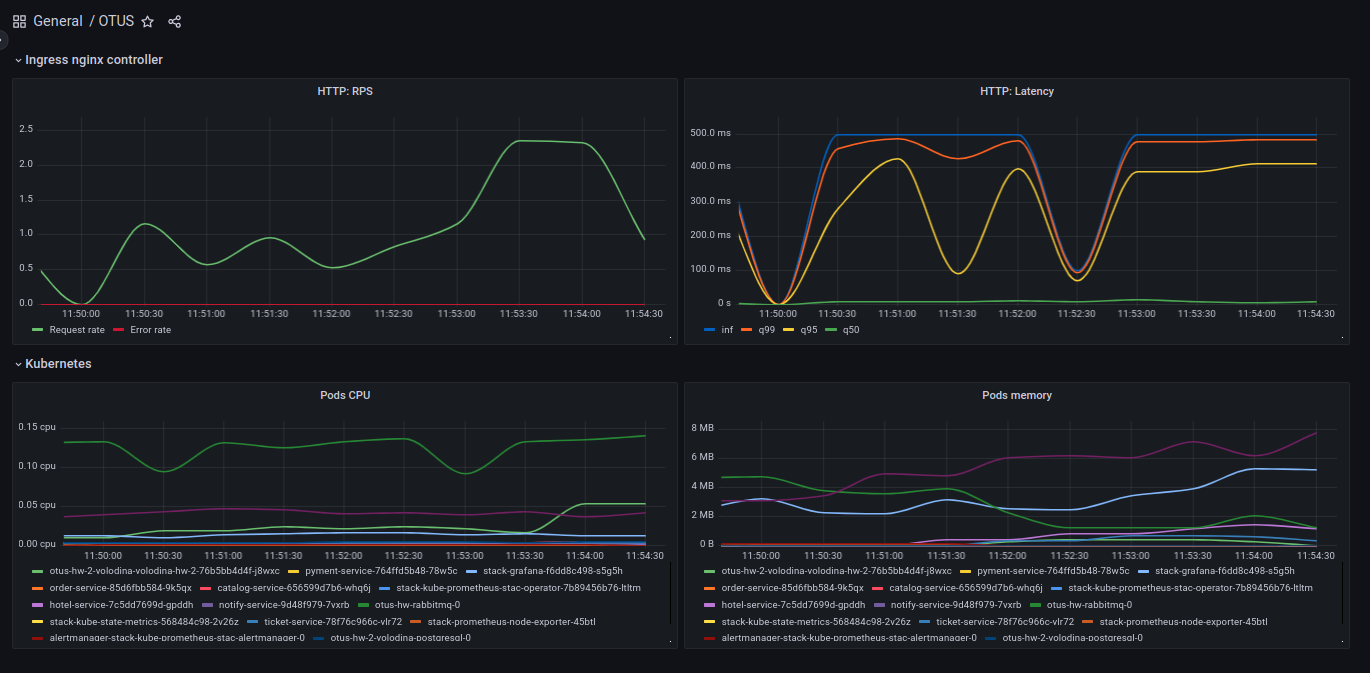 General / OTUS
Ingress nginx controller
HTTP: RPS
2.5
2.0
1.5
1.0
0.5
0.0
11:50:00 11:50:30 11:51:00 11:51:30 11:52:00 11:52:30 11:53:00 11:53:30 11:54:00 11:54:30
Request rate Error rate
HTTP: Latency
500.0 ms
400.0 ms
300.0 ms
200.0 ms
100.0 ms
0 s
11:50:00 11:50:30 11:51:00 11:51:30 11:52:00 11:52:30 11:53:00 11:53:30 11:54:00 11:54:30
inf q99 q95 q50
Kubernetes
Pods CPU
0.15 cpu
0.10 cpu
0.05 cpu
0.00 cpu
11:50:00 11:50:30 11:51:00 11:51:30 11:52:00 11:52:30 11:53:00 11:53:30 11:54:00 11:54:30
otus-hw-2-volodina-volodina-hw-2-76b5bb4d4f-j8wxc pyment-service-764ffd5b48-78w5c stack-grafana-f6dd8c498-s5g5h
order-service-85d6fbb584-9k5qx catalog-service-656599d7b6-whq6j stack-kube-prometheus-stac-operator-7b89456b76-ltltm
hotel-service-7c5dd7699d-gpddh notify-service-9d48f979-7vxrb otus-hw-rabbitmq-0
stack-kube-state-metrics-568484c98-2v26z ticket-service-78f76c966c-vlr72 stack-prometheus-node-exporter-45btl
alertmanager-stack-kube-prometheus-stac-alertmanager-0 otus-hw-2-volodina-postgresql-0
Pods memory
8 MB
6 MB
4 MB
2 MB
0 B
11:50:00 11:50:30 11:51:00 11:51:30 11:52:00 11:52:30 11:53:00 11:53:30 11:54:00 11:54:30
otus-hw-2-volodina-volodina-hw-2-76b5bb4d4f-j8wxc pyment-service-764ffd5b48-78w5c stack-grafana-f6dd8c498-s5g5h
order-service-85d6fbb584-9k5qx catalog-service-656599d7b6-whq6j stack-kube-prometheus-stac-operator-7b89456b76-ltltm
hotel-service-7c5dd7699d-gpddh notify-service-9d48f979-7vxrb otus-hw-rabbitmq-0
stack-kube-state-metrics-568484c98-2v26z ticket-service-78f76c966c-vlr72 stack-prometheus-node-exporter-45btl
alertmanager-stack-kube-prometheus-stac-alertmanager-0 otus-hw-2-volodina-postgresql-0